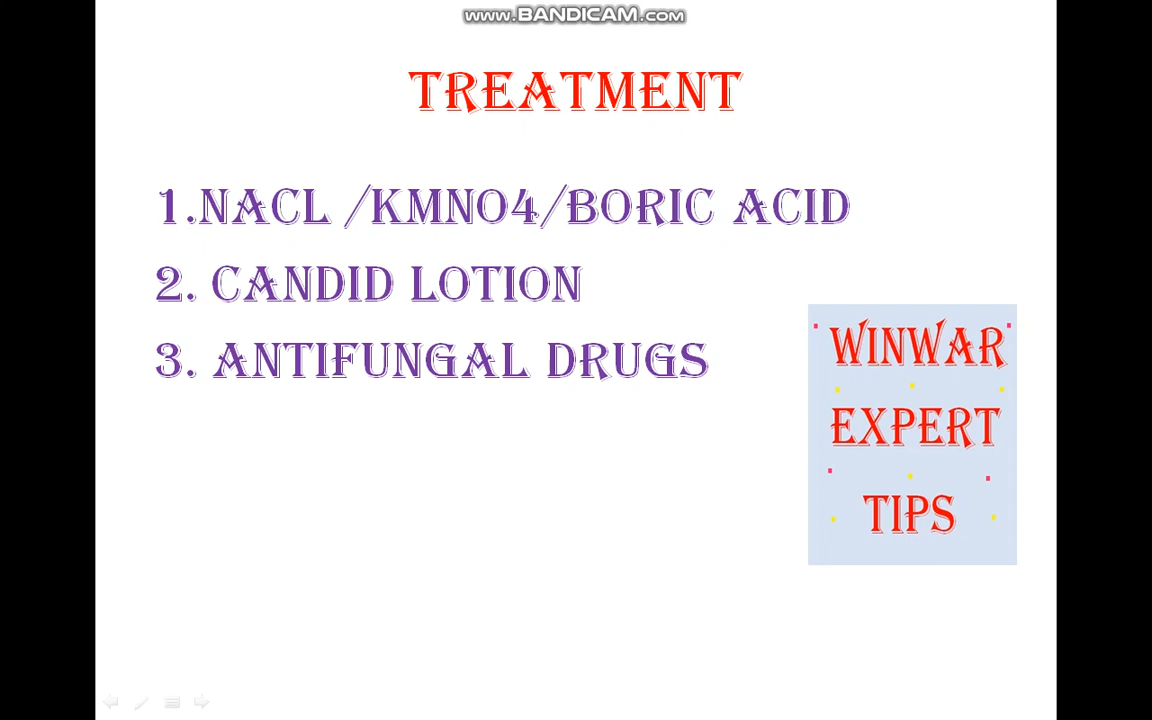 www.BANDICAM.com
TREATMENT
1.NACL /KMNO4/BORIC ACID
2. CANDID LOTION
3. ANTIFUNGAL DRUGS
WINWAR
EXPERT
TIPS